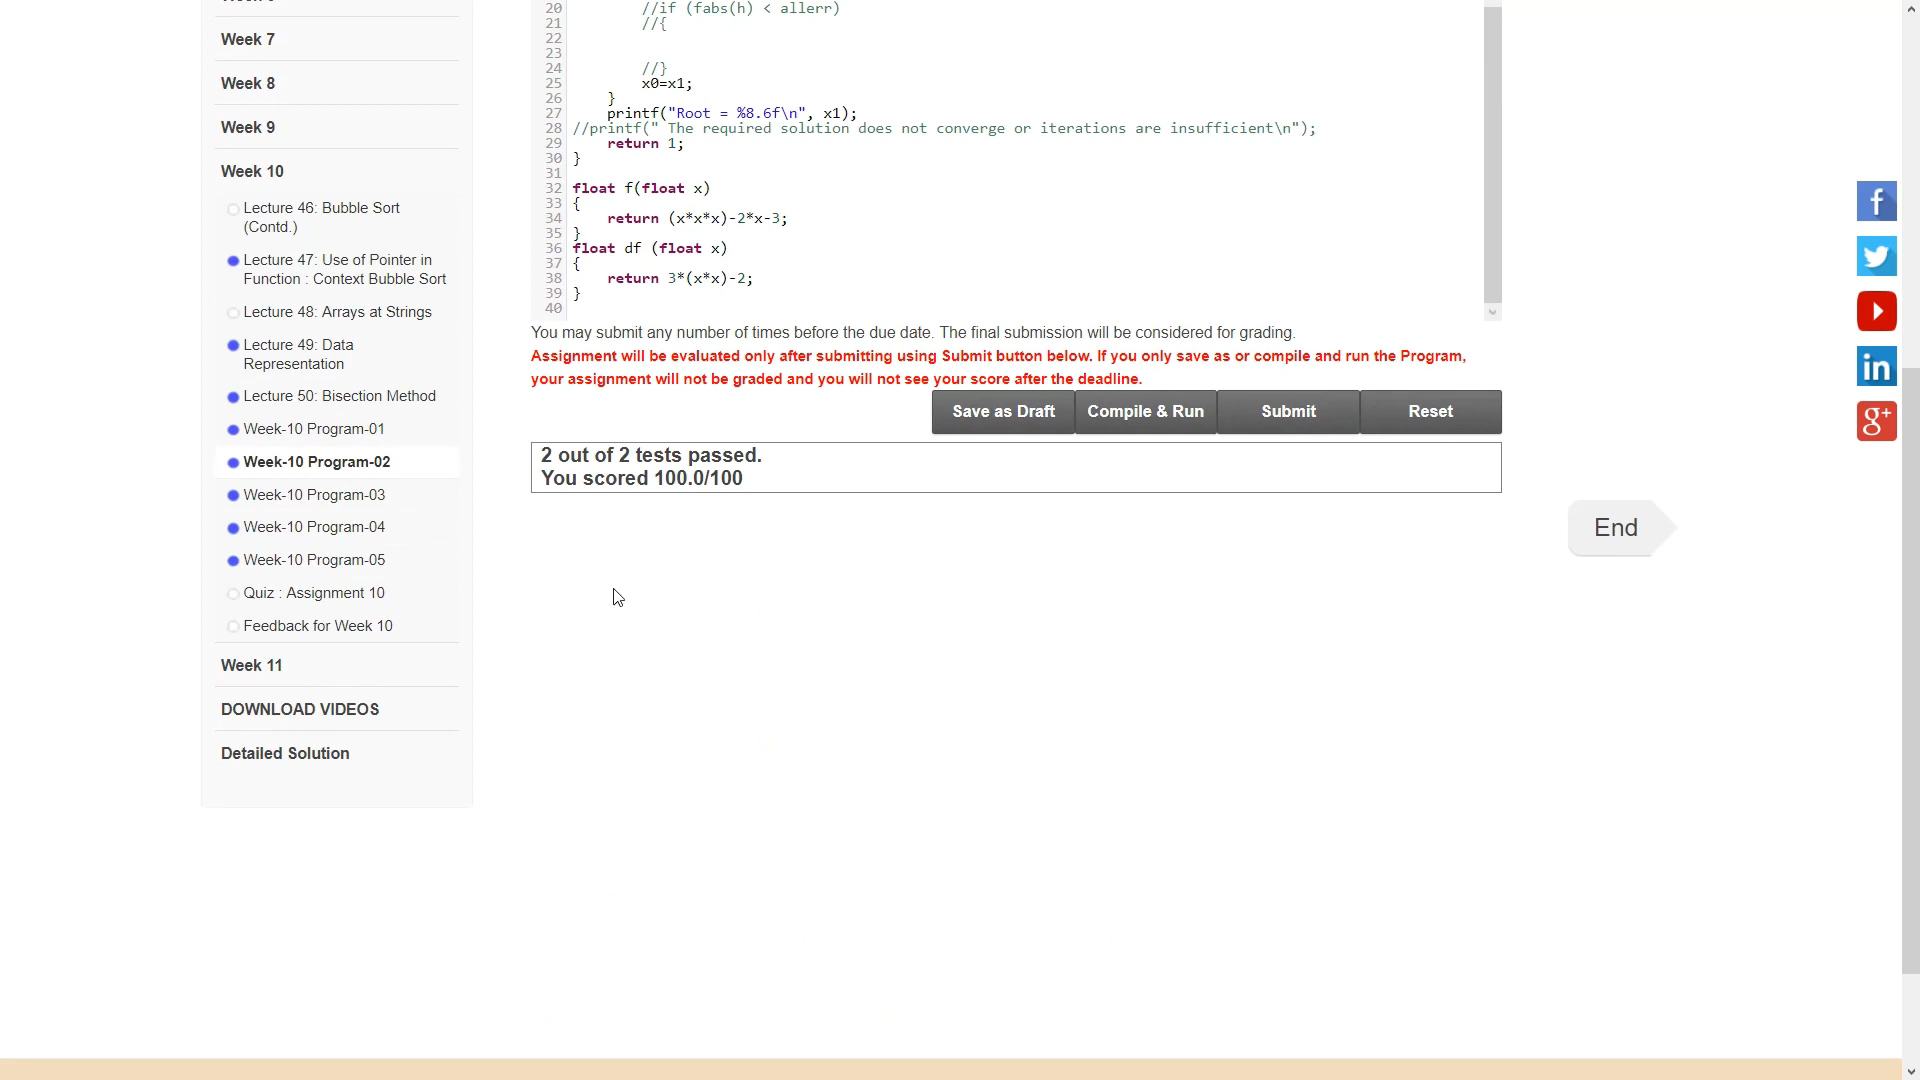 Week 7
Week 8
Week 9
Week 10
Lecture 46: Bubble Sort
(Contd.)
Lecture 47: Use of Pointer in
Function : Context Bubble Sort
Lecture 48: Arrays at Strings
Lecture 49: Data
Representation
Lecture 50: Bisection Method
Week-10 Program-01
Week-10 Program-02
Week-10 Program-03
Week-10 Program-04
Week-10 Program-05
Quiz : Assignment 10
Feedback for Week 10
Week 11
DOWNLOAD VIDEOS
Detailed Solution
20 //if (fabs(h) < allerr)
21 //{
22
23
24 //}
25 x0=x1;
26 }
27 printf("Root = %8.6f\n", x1);
28 //printf(" The required solution does not converge or iterations are insufficient\n");
29 return 1;
30 }
31
32 float f(float x)
33 {
34 return (x*x*x)-2*x-3;
35 }
36 float df (float x)
37 {
38 return 3*(x*x)-2;
39 }
40
You may submit any number of times before the due date. The final submission will be considered for grading.
Assignment will be evaluated only after submitting using Submit button below. If you only save as or compile and run the Program,
your assignment will not be graded and you will not see your score after the deadline.
Save as Draft Compile & Run Submit Reset
2 out of 2 tests passed.
You scored 100.0/100
End
f
in
g+